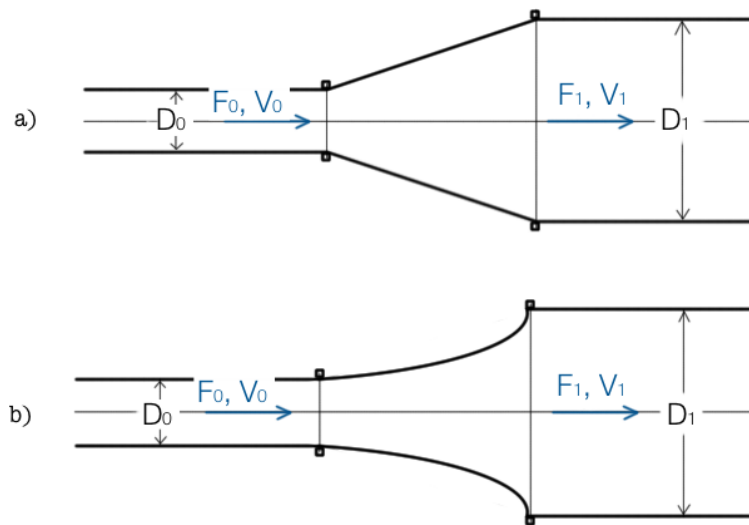 F₀, V₀
F₁, V₁
a)
D₀
D₁
F₀, V₀
F₁, V₁
b)
D₀
D₁